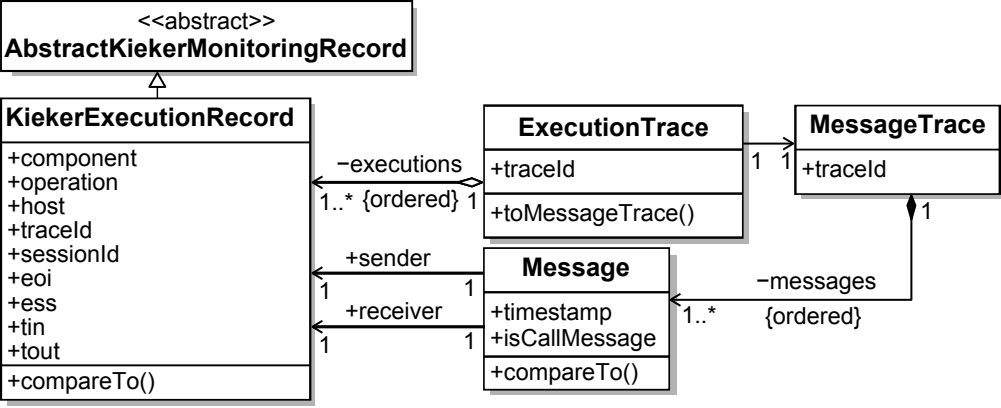 <<abstract>>
AbstractKiekerMonitoringRecord
KiekerExecutionRecord
+component
+operation
+host
+traceId
+sessionId
+eoi
+ess
+tin
+tout
+compareTo()
−executions
1..* {ordered} 1
ExecutionTrace
+traceId
+toMessageTrace()
1 1
MessageTrace
+traceId
1
+sender
1 1
+receiver
1 1
Message
+timestamp
+isCallMessage
+compareTo()
−messages
1..* {ordered}